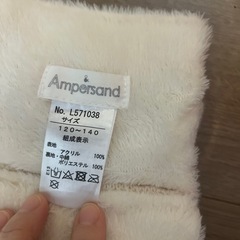 Ampersand
No. L571038
サイズ
120～140
組成表示
表地 アクリル 100%
裏地・中綿
ポリエステル 100%